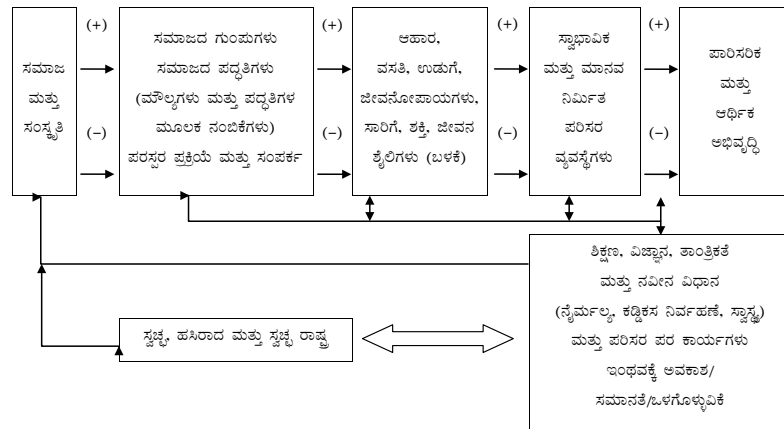 ಸಮಾಜ
ಮತ್ತು
ಸಂಸ್ಕೃತಿ
(+)
(–)
ಸಮಾಜದ ಗುಂಪುಗಳು
ಸಮಾಜದ ಪದ್ಧತಿಗಳು
(ಮೌಲ್ಯಗಳು ಮತ್ತು ಪದ್ಧತಿಗಳ
ಮೂಲಕ ನಂಬಿಕೆಗಳು)
ಪರಸ್ಪರ ಪ್ರಕ್ರಿಯೆ ಮತ್ತು ಸಂಪರ್ಕ
(+)
(–)
ಆಹಾರ,
ವಸತಿ, ಉಡುಗೆ,
ಜೀವನೋಪಾಯಗಳು,
ಸಾರಿಗೆ, ಶಕ್ತಿ, ಜೀವನ
ಶೈಲಿಗಳು (ಬಳಕೆ)
(+)
(–)
ಸ್ವಾಭಾವಿಕ
ಮತ್ತು ಮಾನವ
ನಿರ್ಮಿತ
ಪರಿಸರ
ವ್ಯವಸ್ಥೆಗಳು
(+)
(–)
ಪಾರಿಸರಿಕ
ಮತ್ತು
ಆರ್ಥಿಕ
ಅಭಿವೃದ್ಧಿ
ಶಿಕ್ಷಣ, ವಿಜ್ಞಾನ, ತಾಂತ್ರಿಕತೆ
ಮತ್ತು ನವೀನ ವಿಧಾನ
(ನೈರ್ಮಲ್ಯ, ಕಡ್ಡಿಕಸ ನಿರ್ವಹಣೆ, ಸ್ವಾಸ್ಥ್ಯ)
ಮತ್ತು ಪರಿಸರ ಪರ ಕಾರ್ಯಗಳು
ಇಂಥವಕ್ಕೆ ಅವಕಾಶ/
ಸಮಾನತೆ/ಒಳಗೊಳ್ಳುವಿಕೆ
ಸ್ವಚ್ಛ, ಹಸಿರಾದ ಮತ್ತು ಸ್ವಚ್ಛ ರಾಷ್ಟ್ರ